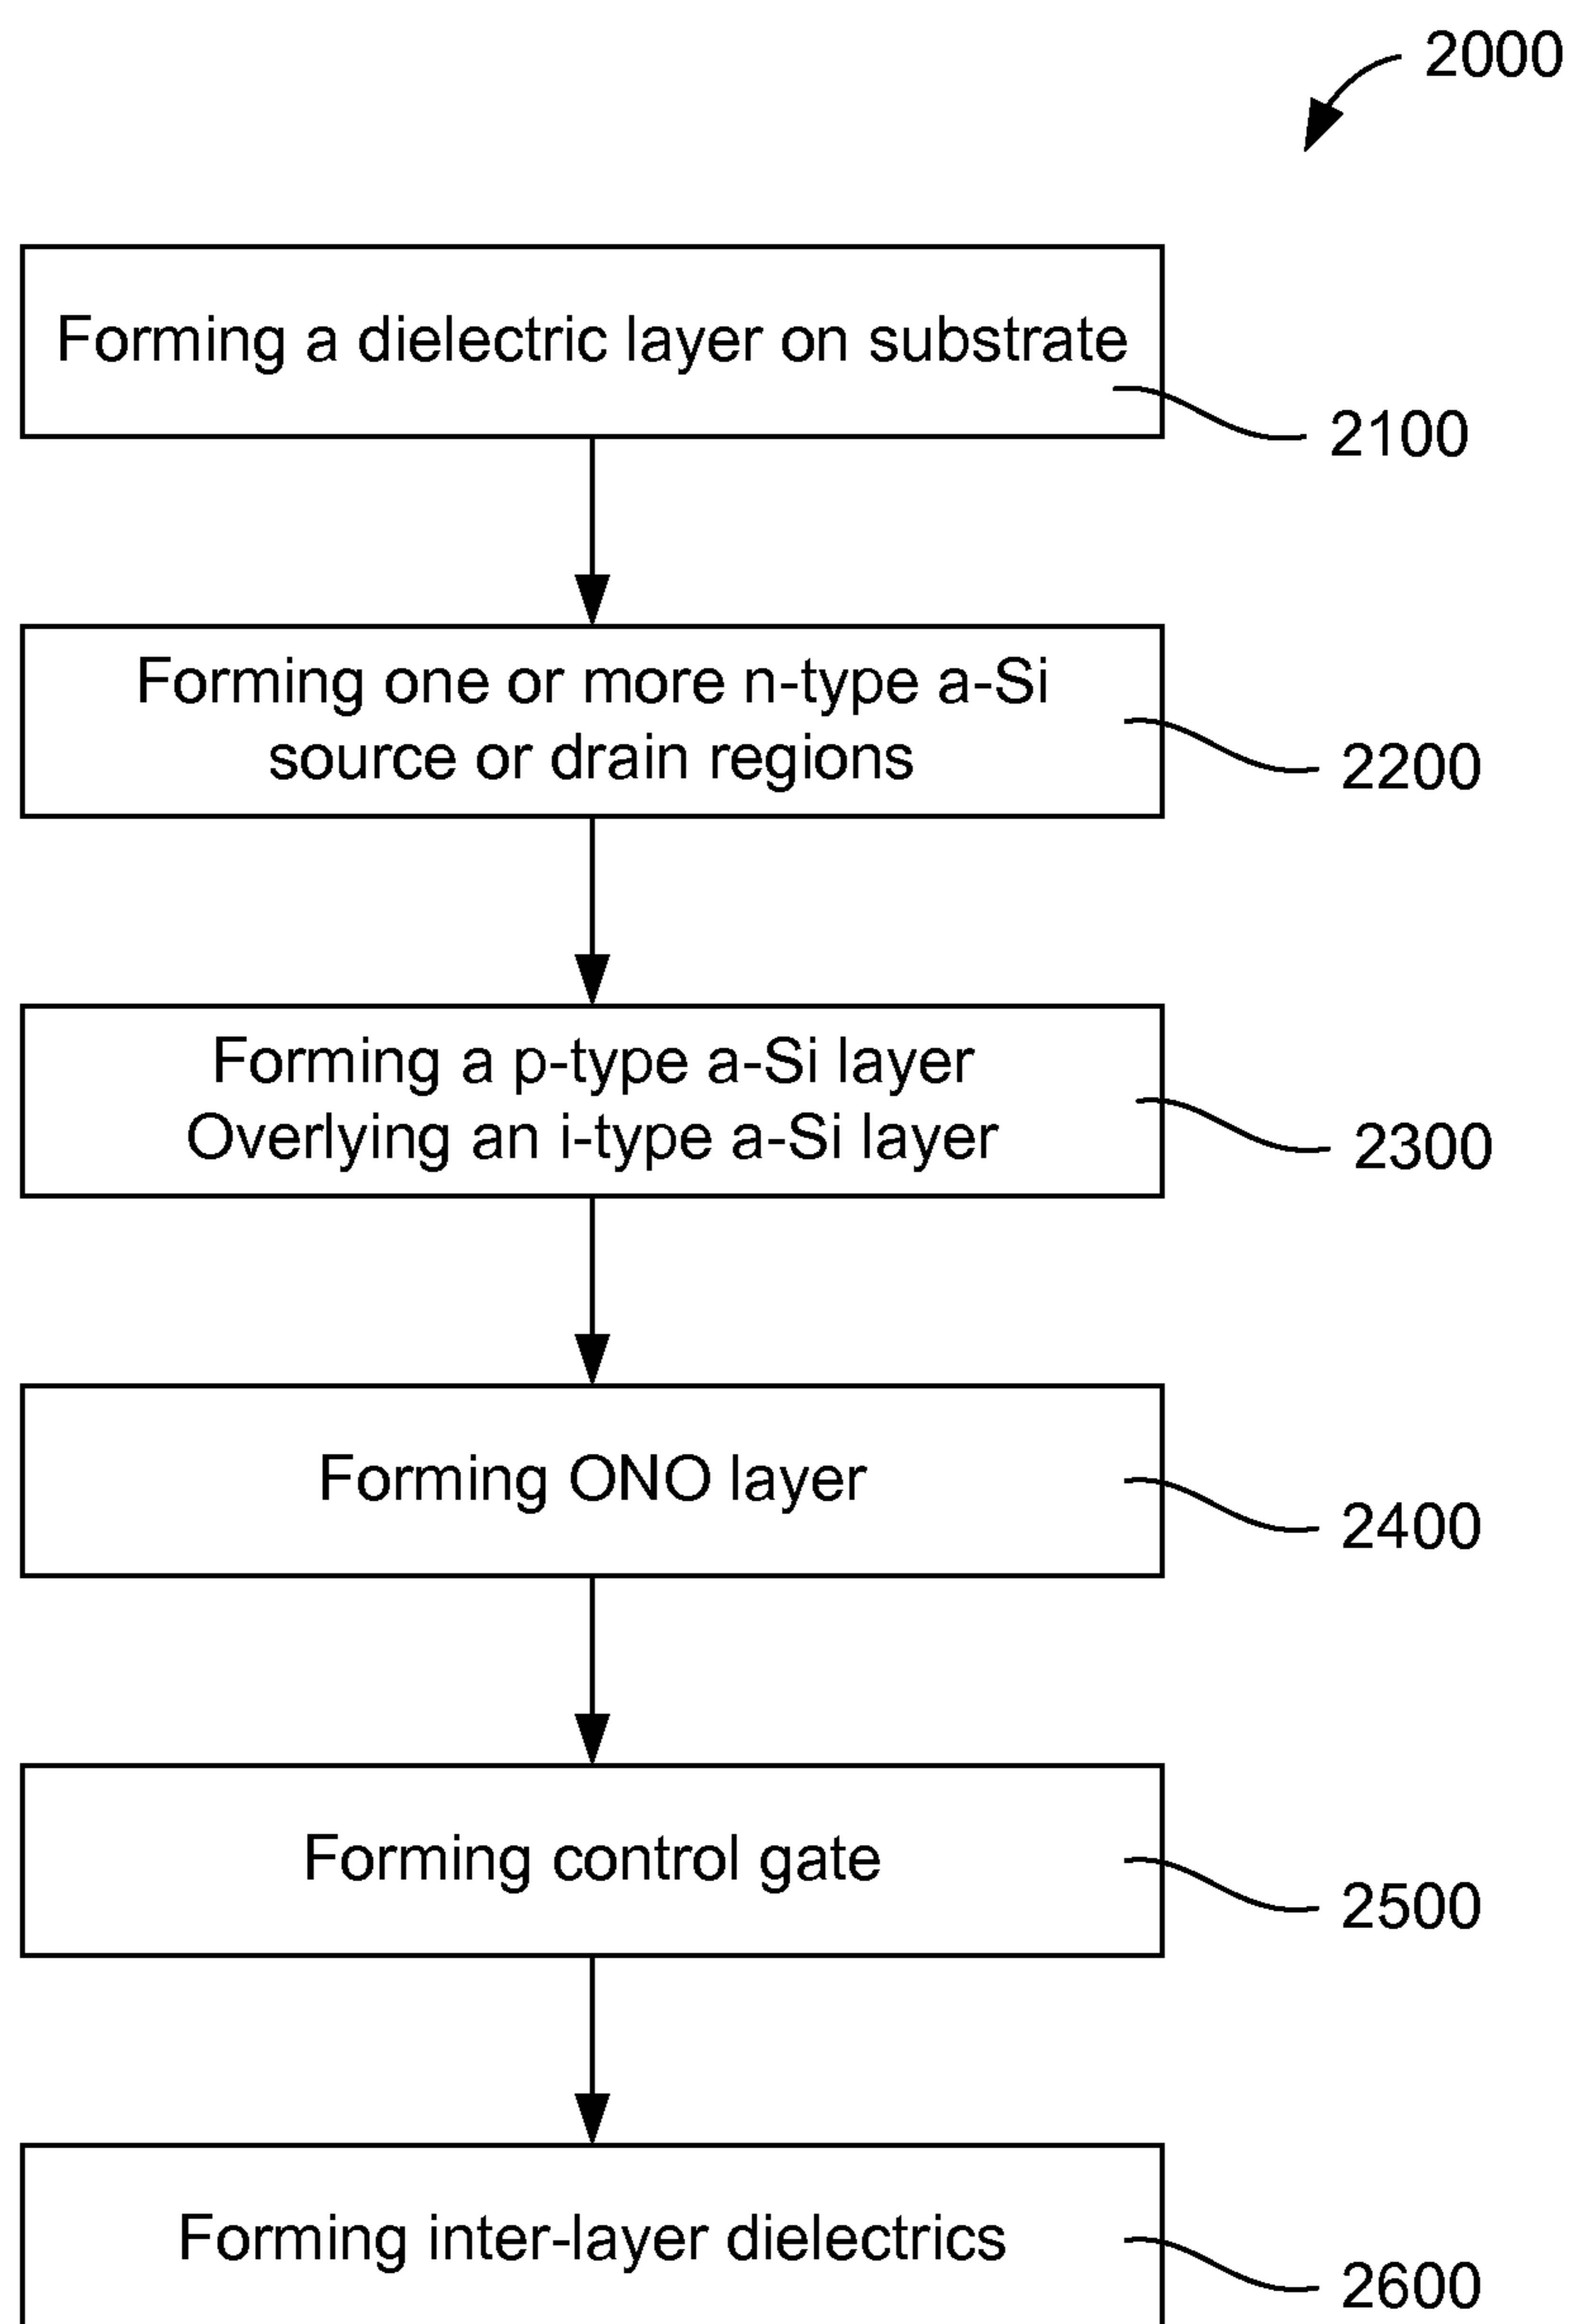 2000
Forming a dielectric layer on substrate
2100
Forming one or more n-type a-Si
source or drain regions
2200
Forming a p-type a-Si layer
Overlying an i-type a-Si layer
2300
Forming ONO layer
2400
Forming control gate
2500
Forming inter-layer dielectrics
2600